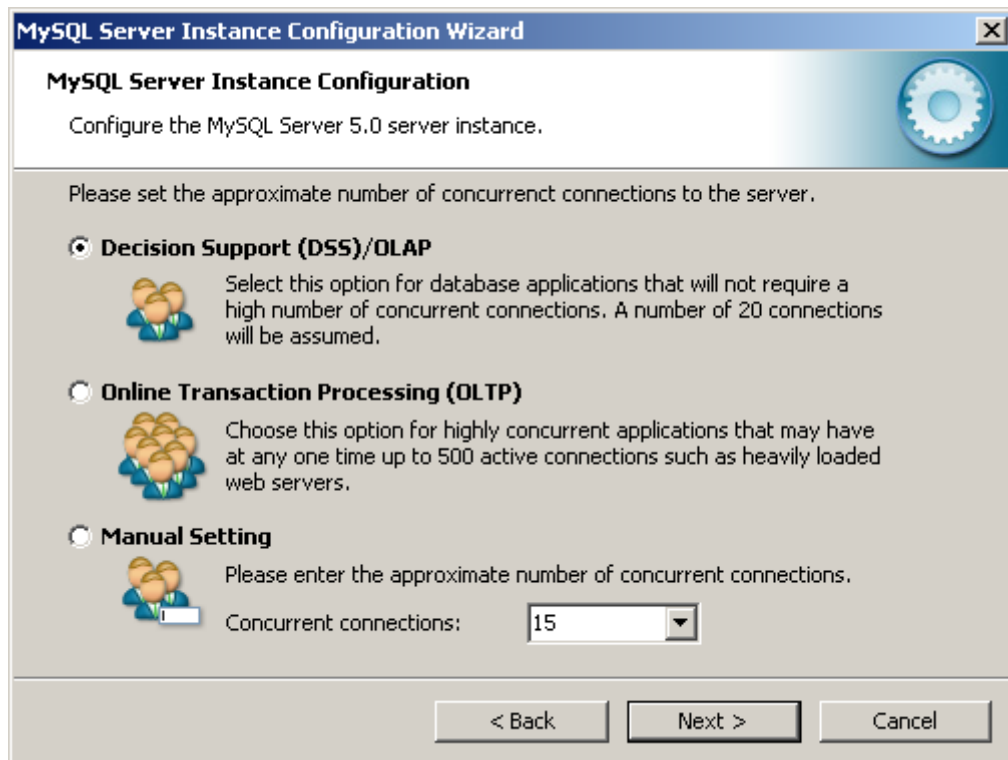 MySQL Server Instance Configuration Wizard
MySQL Server Instance Configuration
Configure the MySQL Server 5.0 server instance.
Please set the approximate number of concurrenct connections to the server.
Decision Support (DSS)/OLAP
Select this option for database applications that will not require a
high number of concurrent connections. A number of 20 connections
will be assumed.
Online Transaction Processing (OLTP)
Choose this option for highly concurrent applications that may have
at any one time up to 500 active connections such as heavily loaded
web servers.
Manual Setting
Please enter the approximate number of concurrent connections.
Concurrent connections: 15
< Back Next > Cancel